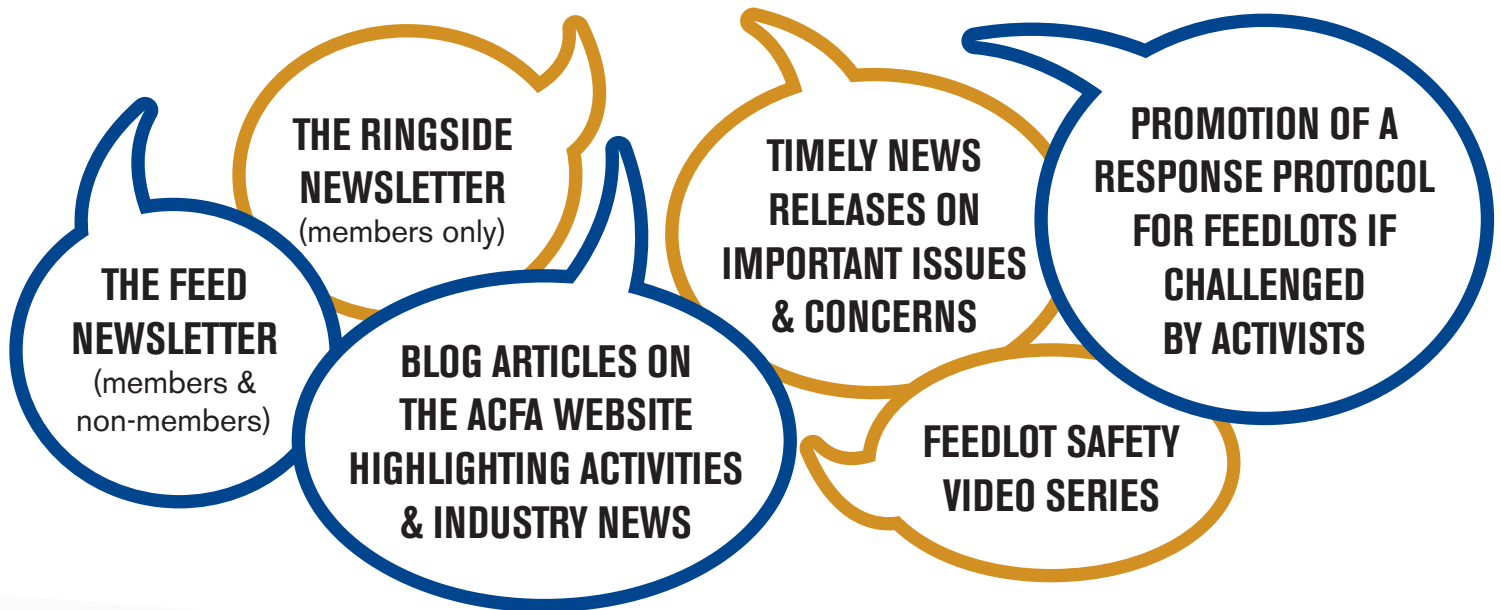 THE FEED
NEWSLETTER
(members &
non-members)
THE RINGSIDE
NEWSLETTER
(members only)
BLOG ARTICLES ON
THE ACFA WEBSITE
HIGHLIGHTING ACTIVITIES
& INDUSTRY NEWS
TIMELY NEWS
RELEASES ON
IMPORTANT ISSUES
& CONCERNS
FEEDLOT SAFETY
VIDEO SERIES
PROMOTION OF A
RESPONSE PROTOCOL
FOR FEEDLOTS IF
CHALLENGED
BY ACTIVISTS